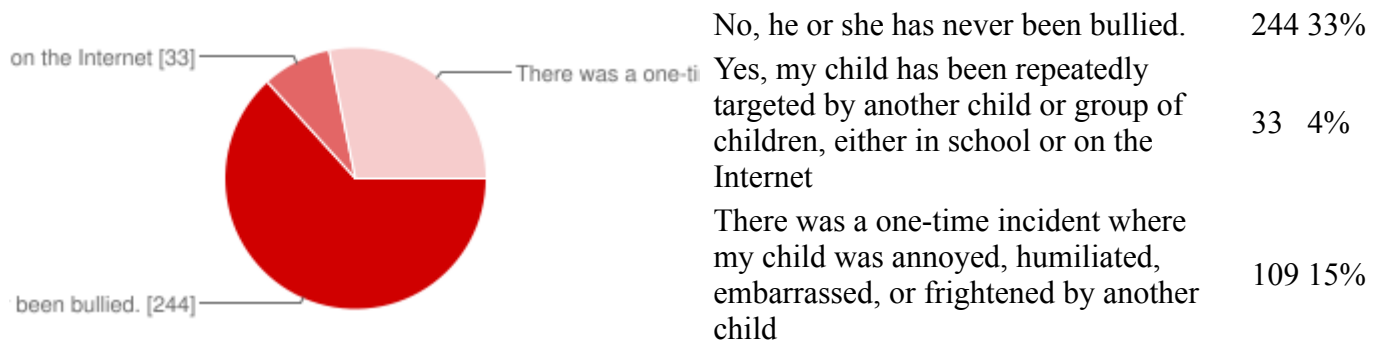 on the Internet [33]
There was a one-ti
been bullied. [244]
No, he or she has never been bullied. 244 33%
Yes, my child has been repeatedly
targeted by another child or group of
children, either in school or on the
Internet
33 4%
There was a one-time incident where
my child was annoyed, humiliated,
embarrassed, or frightened by another
child
109 15%